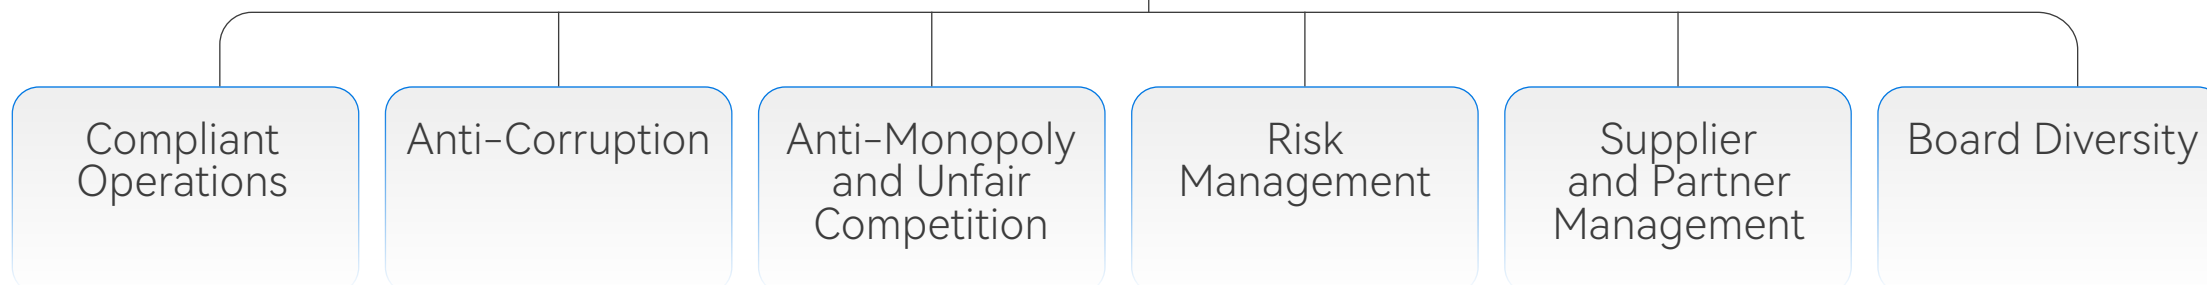 Compliant
Operations
Anti-Corruption
Anti-Monopoly
and Unfair
Competition
Risk
Management
Supplier
and Partner
Management
Board Diversity